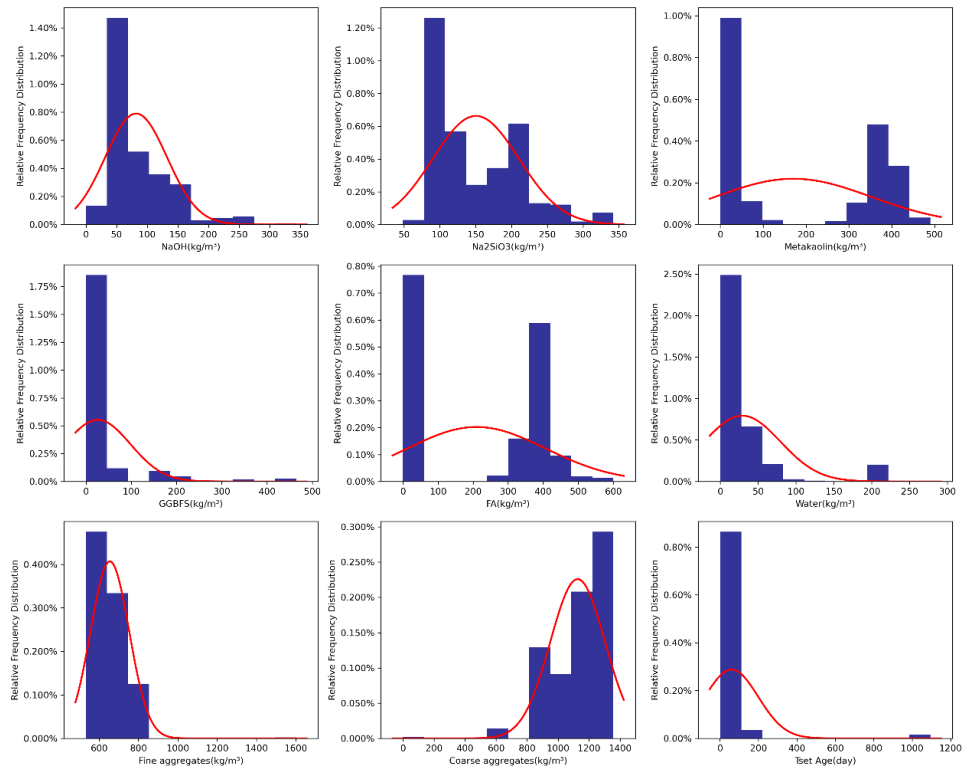 Relative Frequency Distribution
1.40%
1.20%
1.00%
0.80%
0.60%
0.40%
0.20%
0.00%
0 50 100 150 200 250 300 350
NaOH(kg/m³)
Relative Frequency Distribution
1.20%
1.00%
0.80%
0.60%
0.40%
0.20%
0.00%
50 100 150 200 250 300 350
Na2SiO3(kg/m³)
Relative Frequency Distribution
1.00%
0.80%
0.60%
0.40%
0.20%
0.00%
0 100 200 300 400 500
Metakaolin(kg/m³)
Relative Frequency Distribution
1.75%
1.50%
1.25%
1.00%
0.75%
0.50%
0.25%
0.00%
0 100 200 300 400 500
GGBFS(kg/m³)
Relative Frequency Distribution
0.80%
0.70%
0.60%
0.50%
0.40%
0.30%
0.20%
0.10%
0.00%
0 100 200 300 400 500 600
FA(kg/m³)
Relative Frequency Distribution
2.50%
2.00%
1.50%
1.00%
0.50%
0.00%
0 50 100 150 200 250 300
Water(kg/m³)
Relative Frequency Distribution
0.400%
0.300%
0.200%
0.100%
0.000%
600 800 1000 1200 1400 1600
Fine aggregates(kg/m³)
Relative Frequency Distribution
0.300%
0.250%
0.200%
0.150%
0.100%
0.050%
0.000%
0 200 400 600 800 1000 1200 1400
Coarse aggregates(kg/m³)
Relative Frequency Distribution
0.80%
0.60%
0.40%
0.20%
0.00%
0 200 400 600 800 1000 1200
Tset Age(day)